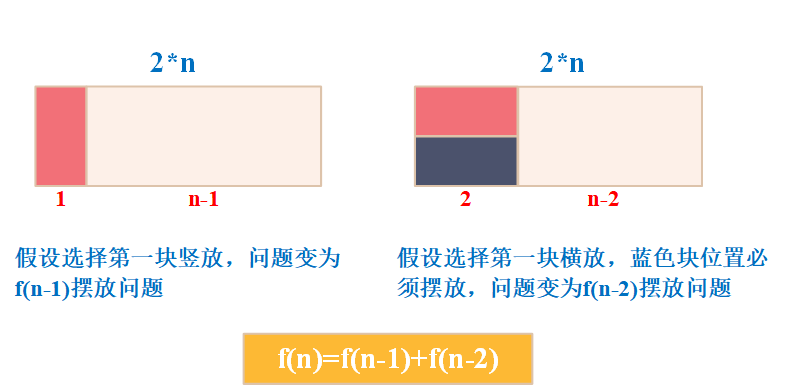 2*n
1
n-1
假设选择第一块竖放，问题变为
f(n-1)摆放问题
2*n
2
n-2
假设选择第一块横放，蓝色块位置必
须摆放，问题变为f(n-2)摆放问题
f(n)=f(n-1)+f(n-2)